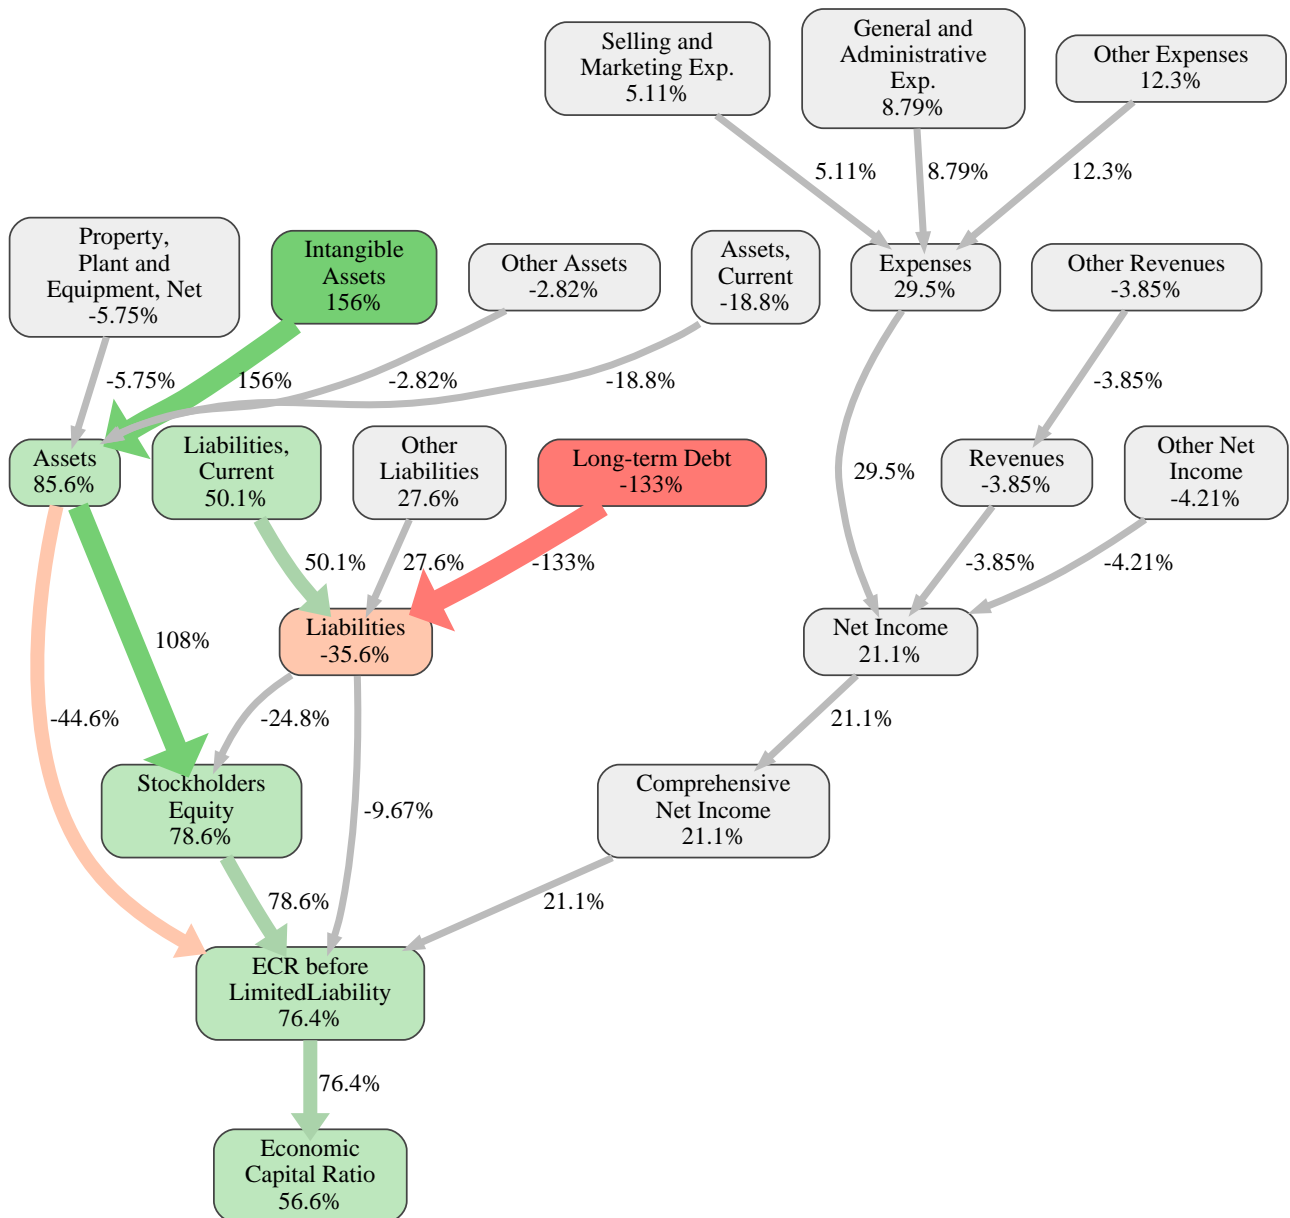 Selling and
Marketing Exp.
5.11%
General and
Administrative
Exp.
8.79%
Other Expenses
12.3%
5.11%
8.79%
12.3%
Property,
Plant and
Equipment, Net
-5.75%
Intangible
Assets
156%
Other Assets
-2.82%
Assets,
Current
-18.8%
Expenses
29.5%
Other Revenues
-3.85%
-5.75%
156%
-2.82%
-18.8%
-3.85%
Assets
85.6%
Liabilities,
Current
50.1%
Other
Liabilities
27.6%
Long-term Debt
-133%
29.5%
Revenues
-3.85%
Other Net
Income
-4.21%
50.1%
27.6%
-133%
-3.85%
-4.21%
108%
Liabilities
-35.6%
Net Income
21.1%
-44.6%
-24.8%
21.1%
Stockholders
Equity
78.6%
-9.67%
Comprehensive
Net Income
21.1%
78.6%
21.1%
ECR before
LimitedLiability
76.4%
76.4%
Economic
Capital Ratio
56.6%